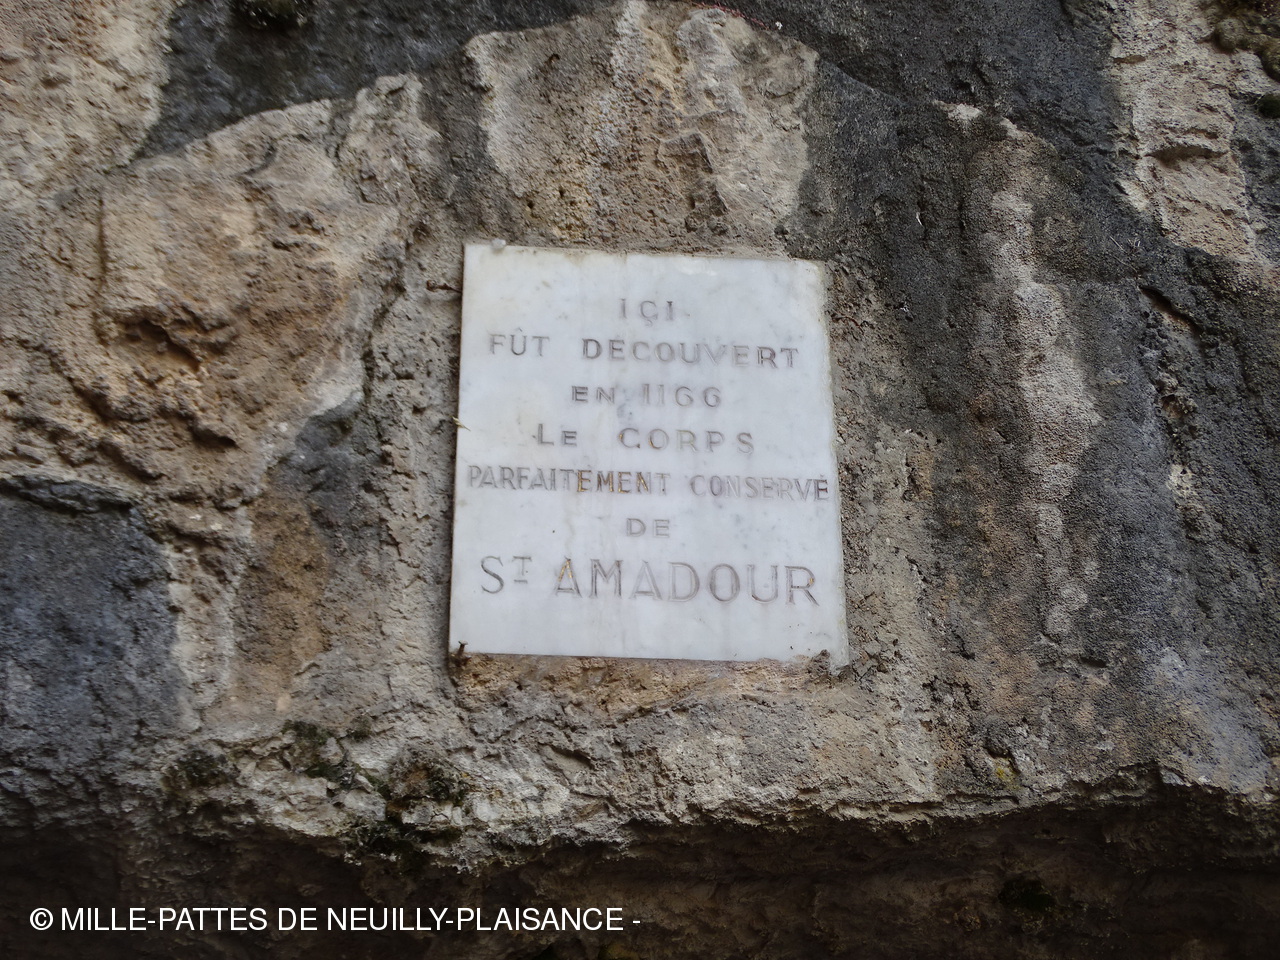 IÇI
FÛT DECOUVERT
EN 1166
LE CORPS
PARFAITEMENT CONSERVÉ
DE
ST AMADOUR
© MILLE-PATTES DE NEUILLY-PLAISANCE -